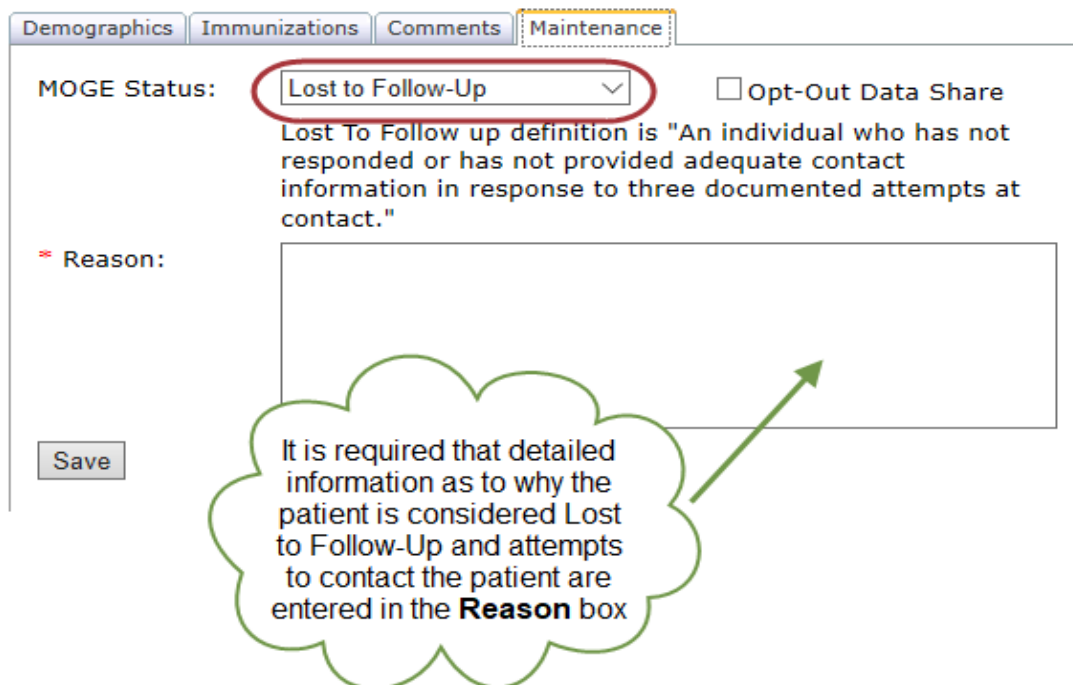 Demographics Immunizations Comments Maintenance
MOGE Status: Lost to Follow-Up Opt-Out Data Share
Lost To Follow up definition is "An individual who has not
responded or has not provided adequate contact
information in response to three documented attempts at
contact."
* Reason:
It is required that detailed
information as to why the
patient is considered Lost
to Follow-Up and attempts
to contact the patient are
entered in the Reason box
Save